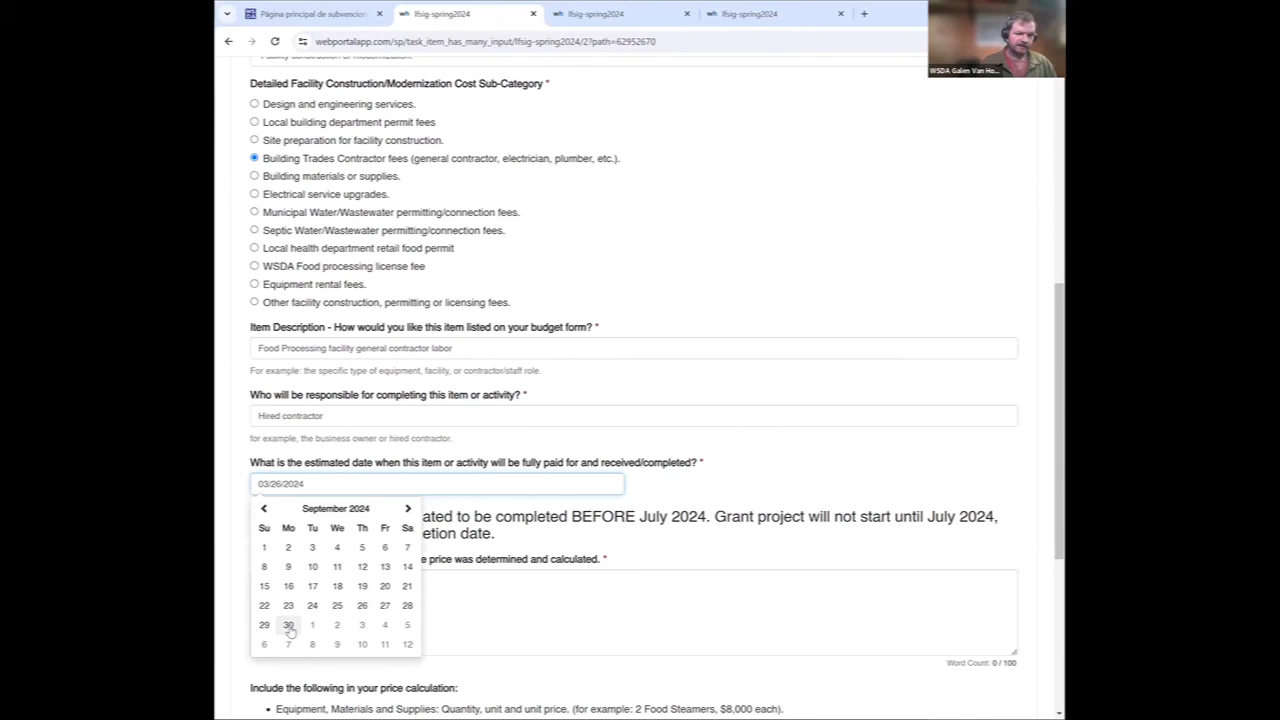 Página principal de subvencion
lfsig-spring2024
lfsig-spring2024
lfsig-spring2024
webportalapp.com/sp/task_item_has_many_input/lfsig-spring2024/2?path=62952670
WSDA Galen Van Ho...
Detailed Facility Construction/Modernization Cost Sub-Category *
Design and engineering services.
Local building department permit fees
Site preparation for facility construction.
Building Trades Contractor fees (general contractor, electrician, plumber, etc.).
Building materials or supplies.
Electrical service upgrades.
Municipal Water/Wastewater permitting/connection fees.
Septic Water/Wastewater permitting/connection fees.
Local health department retail food permit
WSDA Food processing license fee
Equipment rental fees.
Other facility construction, permitting or licensing fees.
Item Description - How would you like this item listed on your budget form? *
Food Processing facility general contractor labor
For example: the specific type of equipment, facility, or contractor/staff role.
Who will be responsible for completing this item or activity? *
Hired contractor
for example, the business owner or hired contractor.
What is the estimated date when this item or activity will be fully paid for and received/completed? *
03/26/2024
September 2024
Su Mo Tu We Th Fr Sa
1 2 3 4 5 6 7
8 9 10 11 12 13 14
15 16 17 18 19 20 21
22 23 24 25 26 27 28
29 30 1 2 3 4 5
6 7 8 9 10 11 12
ated to be completed BEFORE July 2024. Grant project will not start until July 2024,
etion date.
e price was determined and calculated. *
Word Count: 0 / 100
Include the following in your price calculation:
• Equipment, Materials and Supplies: Quantity, unit and unit price. (for example: 2 Food Steamers, $8,000 each).